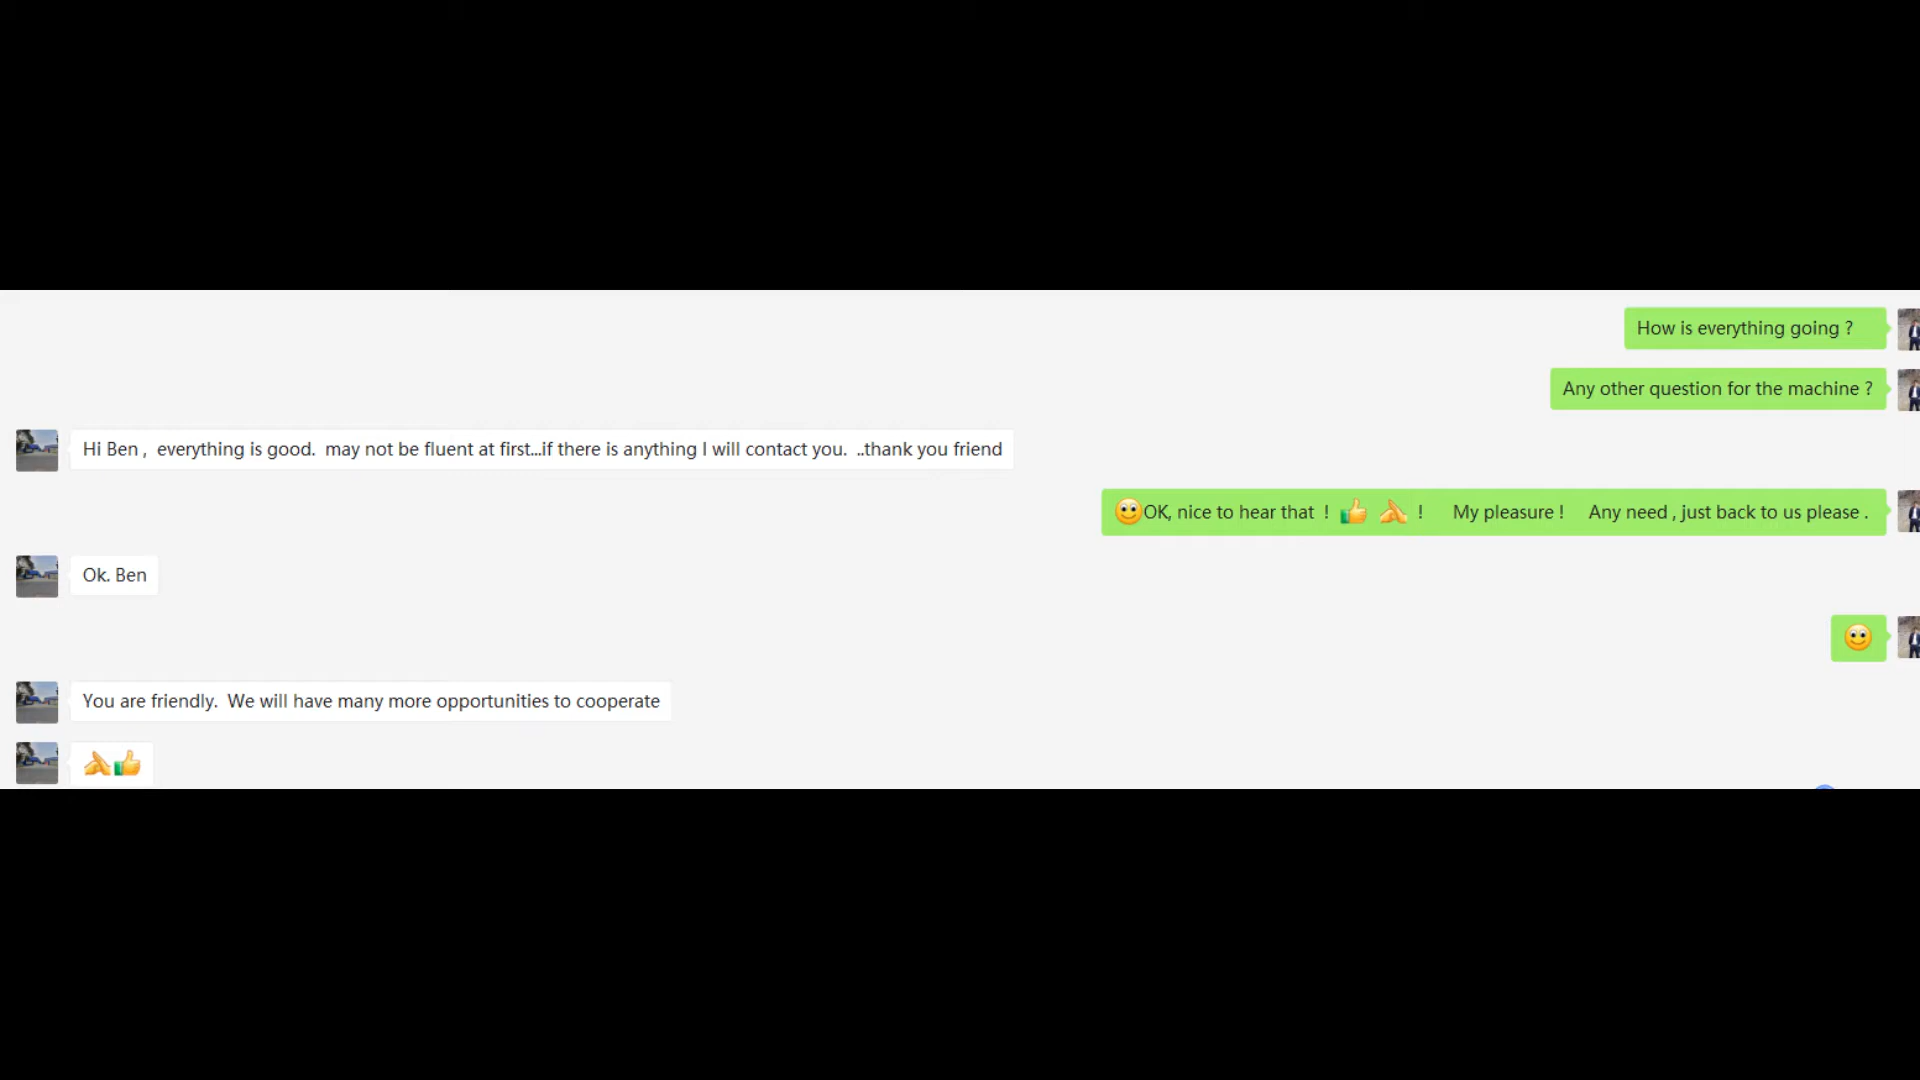 How is everything going ?
Any other question for the machine ?
Hi Ben ,  everything is good.  may not be fluent at first...if there is anything I will contact you.  ..thank you friend
🙂OK, nice to hear that ! 👍 🙏 !  My pleasure !  Any need , just back to us please .
Ok. Ben
🙂
You are friendly.  We will have many more opportunities to cooperate
🙏👍